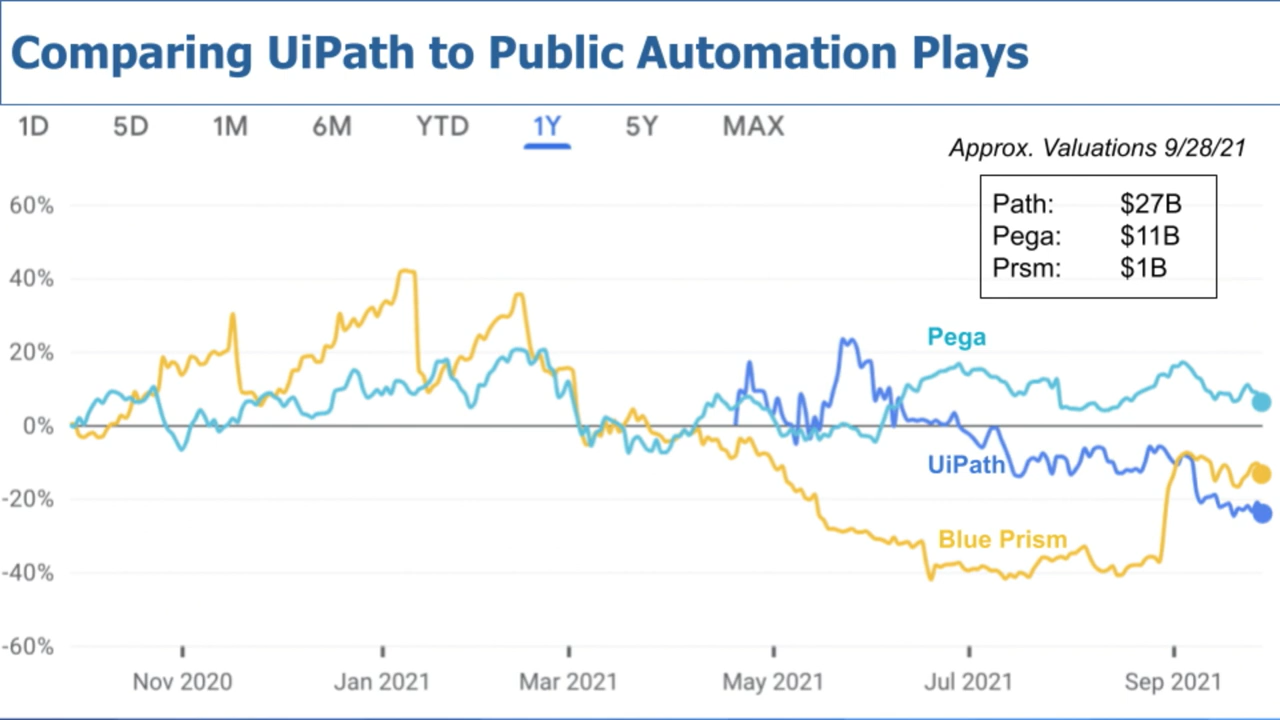 Comparing UiPath to Public Automation Plays
1D 5D 1M 6M YTD 1Y 5Y MAX
Approx. Valuations 9/28/21
Path: $27B
Pega: $11B
Prsm: $1B
60%
40%
20%
0%
-20%
-40%
-60%
Pega
UiPath
Blue Prism
Nov 2020 Jan 2021 Mar 2021 May 2021 Jul 2021 Sep 2021